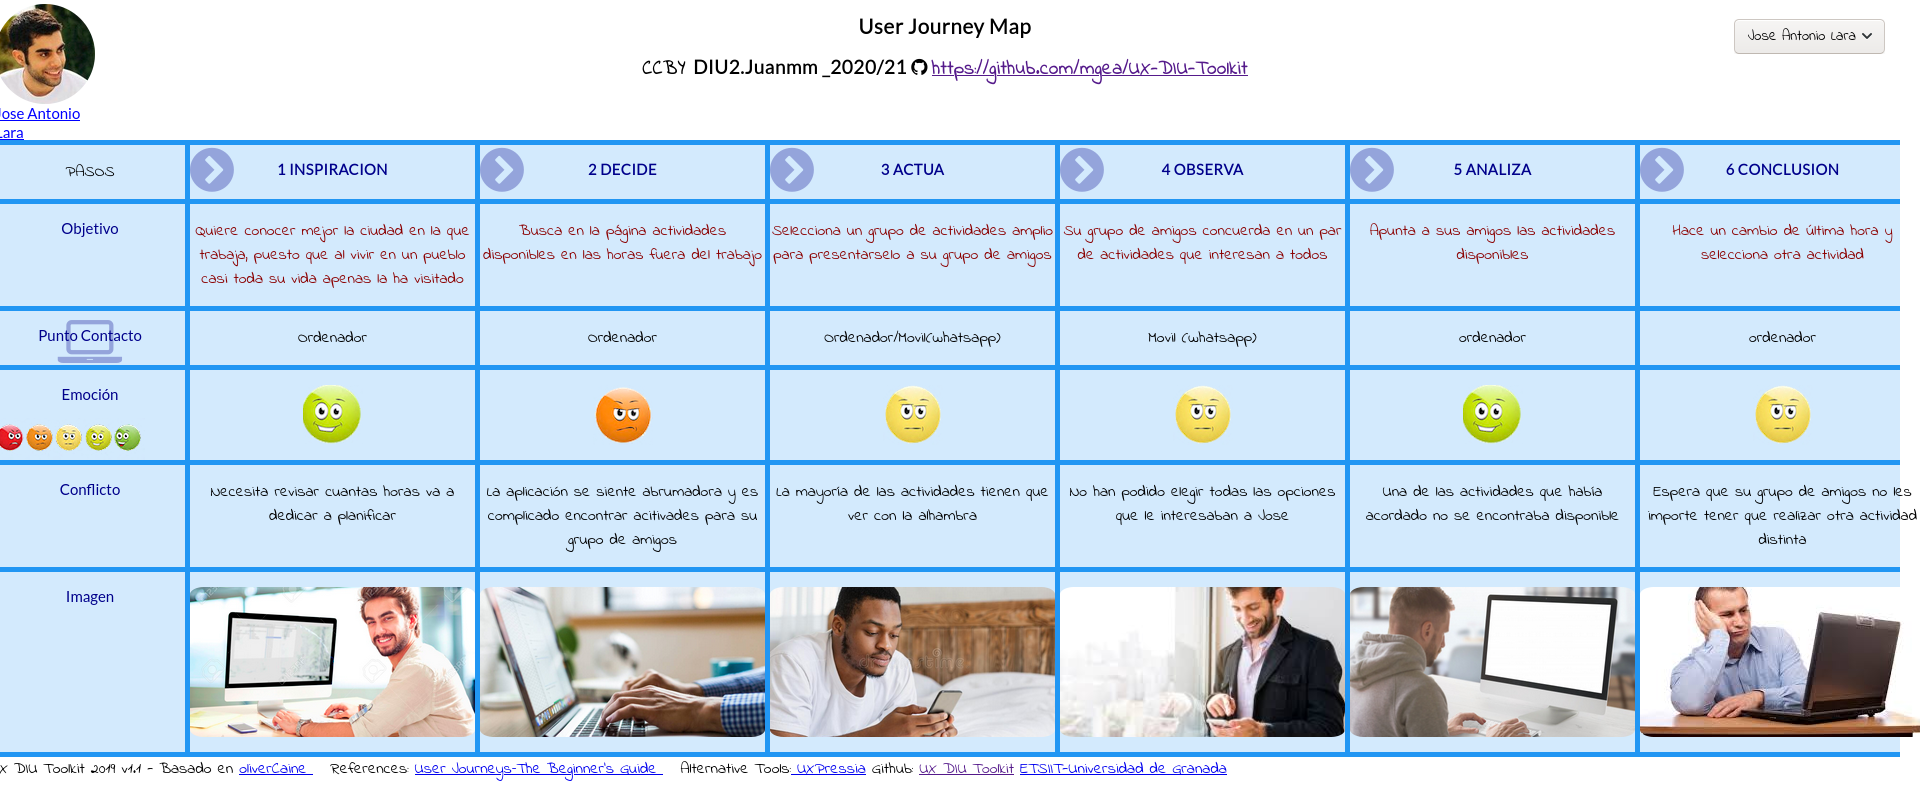 User Journey Map
Jose Antonio Lara
CCBY DIU2.Juanmm _2020/21 https://github.com/mgea/UX-DIU-Toolkit
Jose Antonio
Lara
PASOS
1 INSPIRACION
2 DECIDE
3 ACTUA
4 OBSERVA
5 ANALIZA
6 CONCLUSION
Objetivo
Quiere conocer mejor la ciudad en la que
trabaja, puesto que al vivir en un pueblo
casi toda su vida apenas la ha visitado
Busca en la página actividades
disponibles en las horas fuera del trabajo
Selecciona un grupo de actividades amplio
para presentarselo a su grupo de amigos
Su grupo de amigos concuerda en un par
de actividades que interesan a todos
Apunta a sus amigos las actividades
disponibles
Hace un cambio de última hora y
selecciona otra actividad
Punto Contacto
Ordenador
Ordenador
Ordenador/Movil(whatsapp)
Movil (whatsapp)
ordenador
ordenador
Emoción
Conflicto
Necesita revisar cuantas horas va a
dedicar a planificar
La aplicación se siente abrumadora y es
complicado encontrar acitivades para su
grupo de amigos
La mayoría de las actividades tienen que
ver con la alhambra
No han podido elegir todas las opciones
que le interesaban a Jose
Una de las actividades que había
acordado no se encontraba disponible
Espera que su grupo de amigos no les
importe tener que realizar otra actividad
distinta
Imagen
X DIU Toolkit 2019 v1.1 - Basado en oliverCaine References: User Journeys-The Beginner's Guide Alternative Tools: UXPressia Github: UX DIU Toolkit ETSIIT-Universidad de Granada